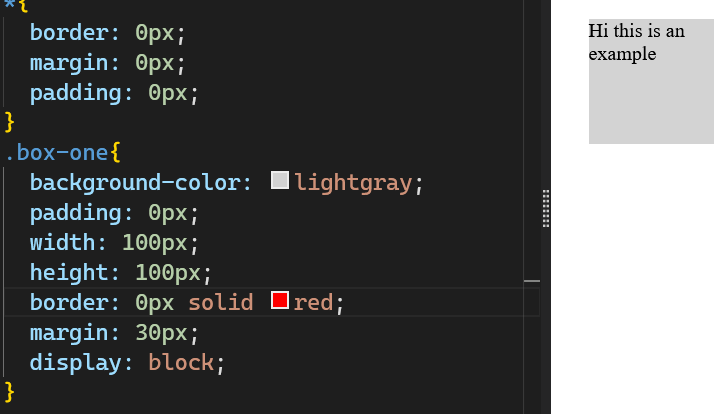 *{
border: 0px;
margin: 0px;
padding: 0px;
}
.box-one{
background-color: lightgray;
padding: 0px;
width: 100px;
height: 100px;
border: 0px solid red;
margin: 30px;
display: block;
}
Hi this is an
example